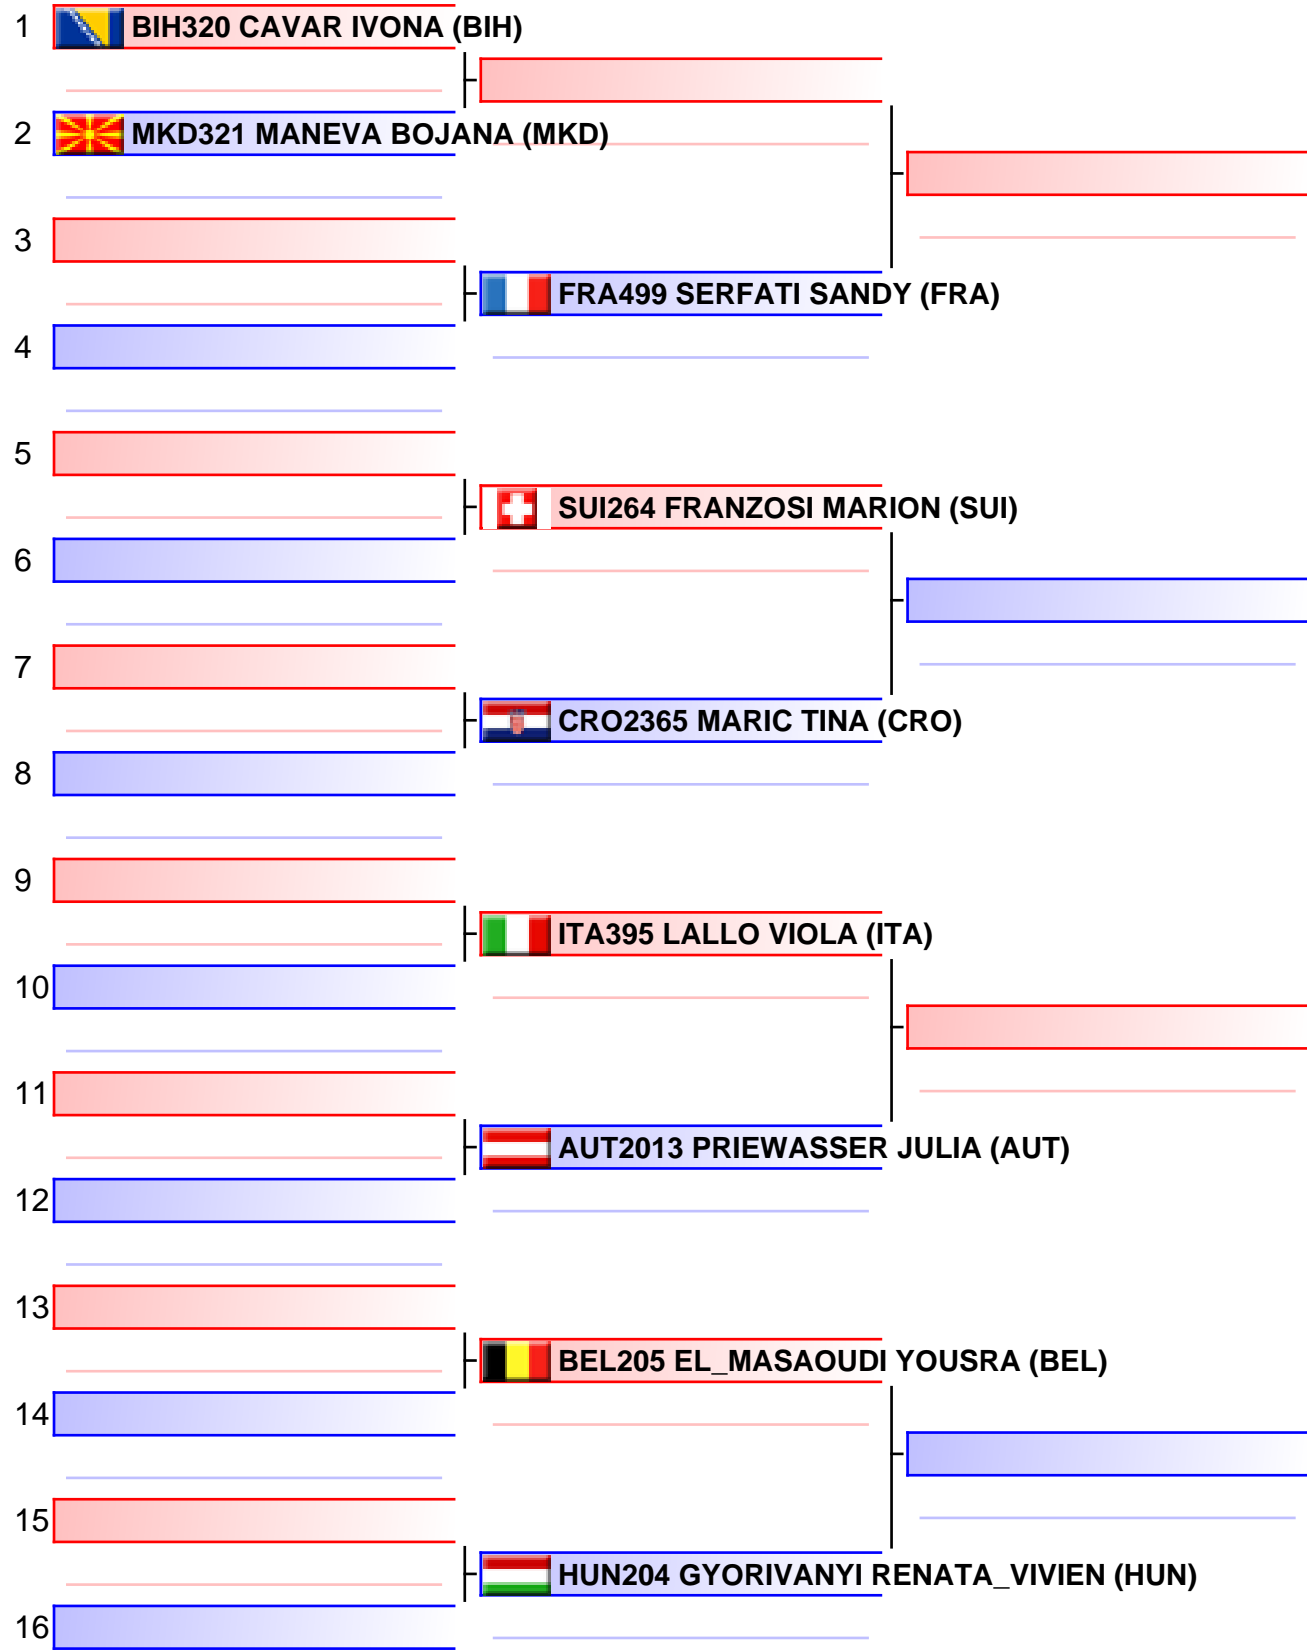 1 BIH320 CAVAR IVONA (BIH)
2 MKD321 MANEVA BOJANA (MKD)
3
FRA499 SERFATI SANDY (FRA)
4
5
SUI264 FRANZOSI MARION (SUI)
6
7
CRO2365 MARIC TINA (CRO)
8
9
ITA395 LALLO VIOLA (ITA)
10
11
AUT2013 PRIEWASSER JULIA (AUT)
12
13
BEL205 EL_MASAOUDI YOUSRA (BEL)
14
15
HUN204 GYORIVANYI RENATA_VIVIEN (HUN)
16